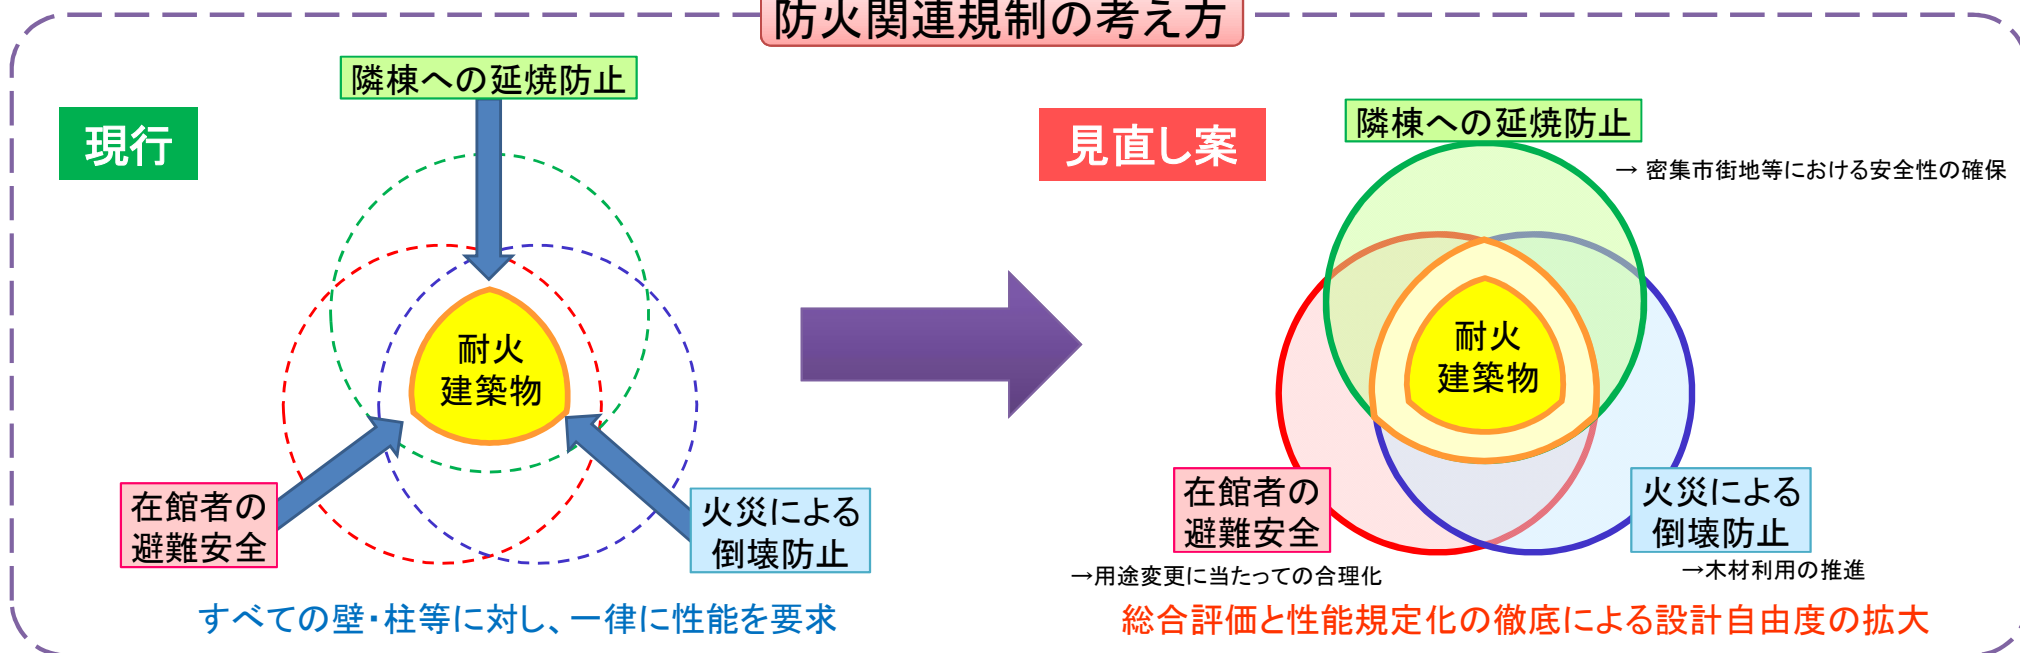 防火関連規制の考え方
現行
隣棟への延焼防止
耐火
建築物
在館者の
避難安全
火災による
倒壊防止
すべての壁・柱等に対し、一律に性能を要求
見直し案
隣棟への延焼防止
→ 密集市街地等における安全性の確保
耐火
建築物
在館者の
避難安全
→用途変更に当たっての合理化
火災による
倒壊防止
→木材利用の推進
総合評価と性能規定化の徹底による設計自由度の拡大